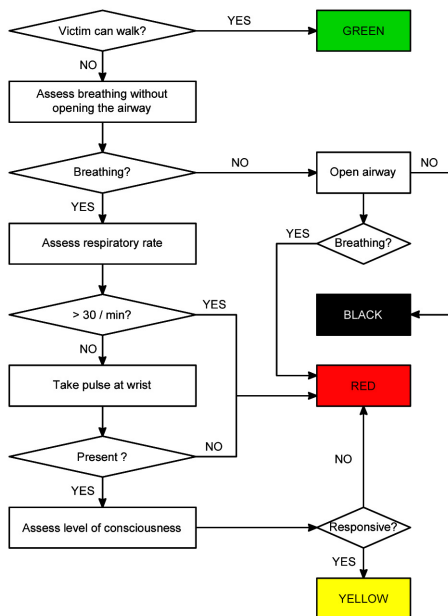 Victim can walk?
YES
GREEN
NO
Assess breathing without
opening the airway
Breathing?
NO
Open airway
NO
YES
YES
Breathing?
Assess respiratory rate
> 30 / min?
YES
BLACK
NO
Take pulse at wrist
RED
Present ?
NO
NO
YES
Assess level of consciousness
Responsive?
YES
YELLOW